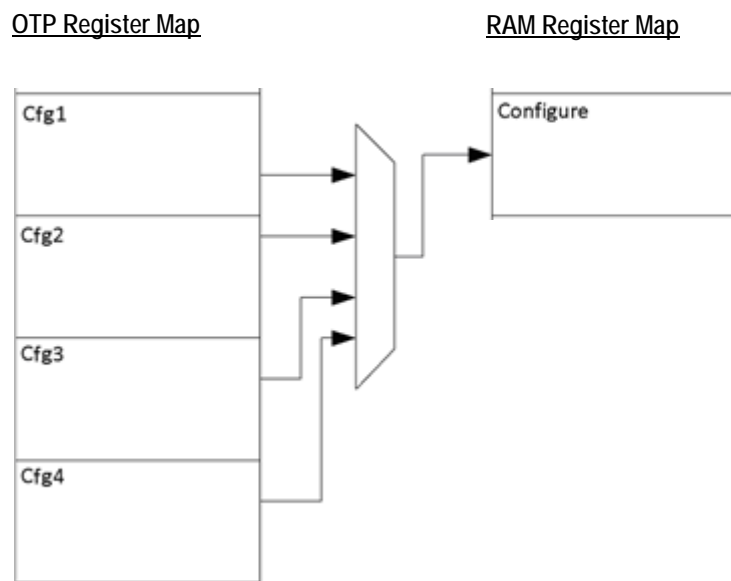 OTP Register Map
RAM Register Map
Cfg1
Configure
Cfg2
Cfg3
Cfg4